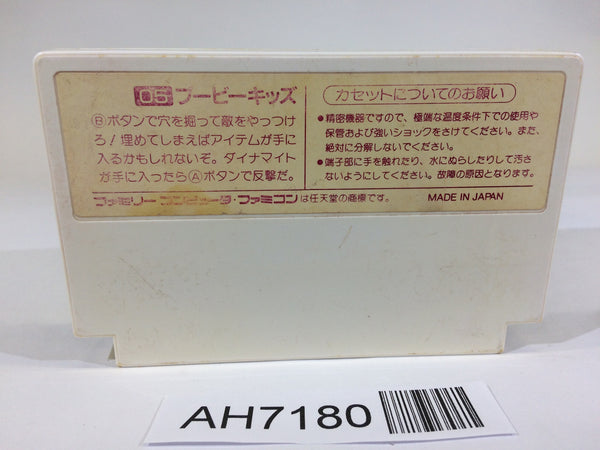 05 ブービーキッズ
Ⓑボタンで穴を掘って敵をやっつけ
ろ!埋めてしまえばアイテムが手に
入るかもしれないぞ。ダイナマイト
が手に入ったらⒶボタンで反撃だ。
カセットについてのお願い
●精密機器ですので、極端な温度条件下での使用や
保管および強いショックをさけてください。また、
絶対に分解しないでください。
●端子部に手を触れたり、水にぬらしたりして汚さ
ないようにしてください。故障の原因となります。
ファミリーコンピュータ・ファミコンは任天堂の商標です。
MADE IN JAPAN
AH7180